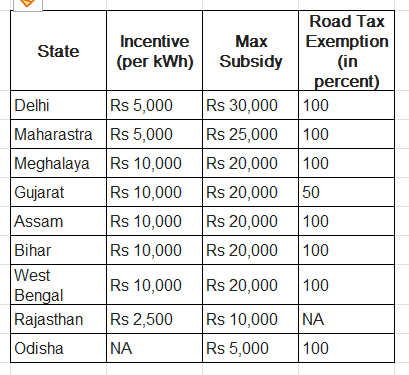 State Incentive (per kWh) Max Subsidy Road Tax Exemption (in percent)
Delhi Rs 5,000 Rs 30,000 100
Maharastra Rs 5,000 Rs 25,000 100
Meghalaya Rs 10,000 Rs 20,000 100
Gujarat Rs 10,000 Rs 20,000 50
Assam Rs 10,000 Rs 20,000 100
Bihar Rs 10,000 Rs 20,000 100
West Bengal Rs 10,000 Rs 20,000 100
Rajasthan Rs 2,500 Rs 10,000 NA
Odisha NA Rs 5,000 100